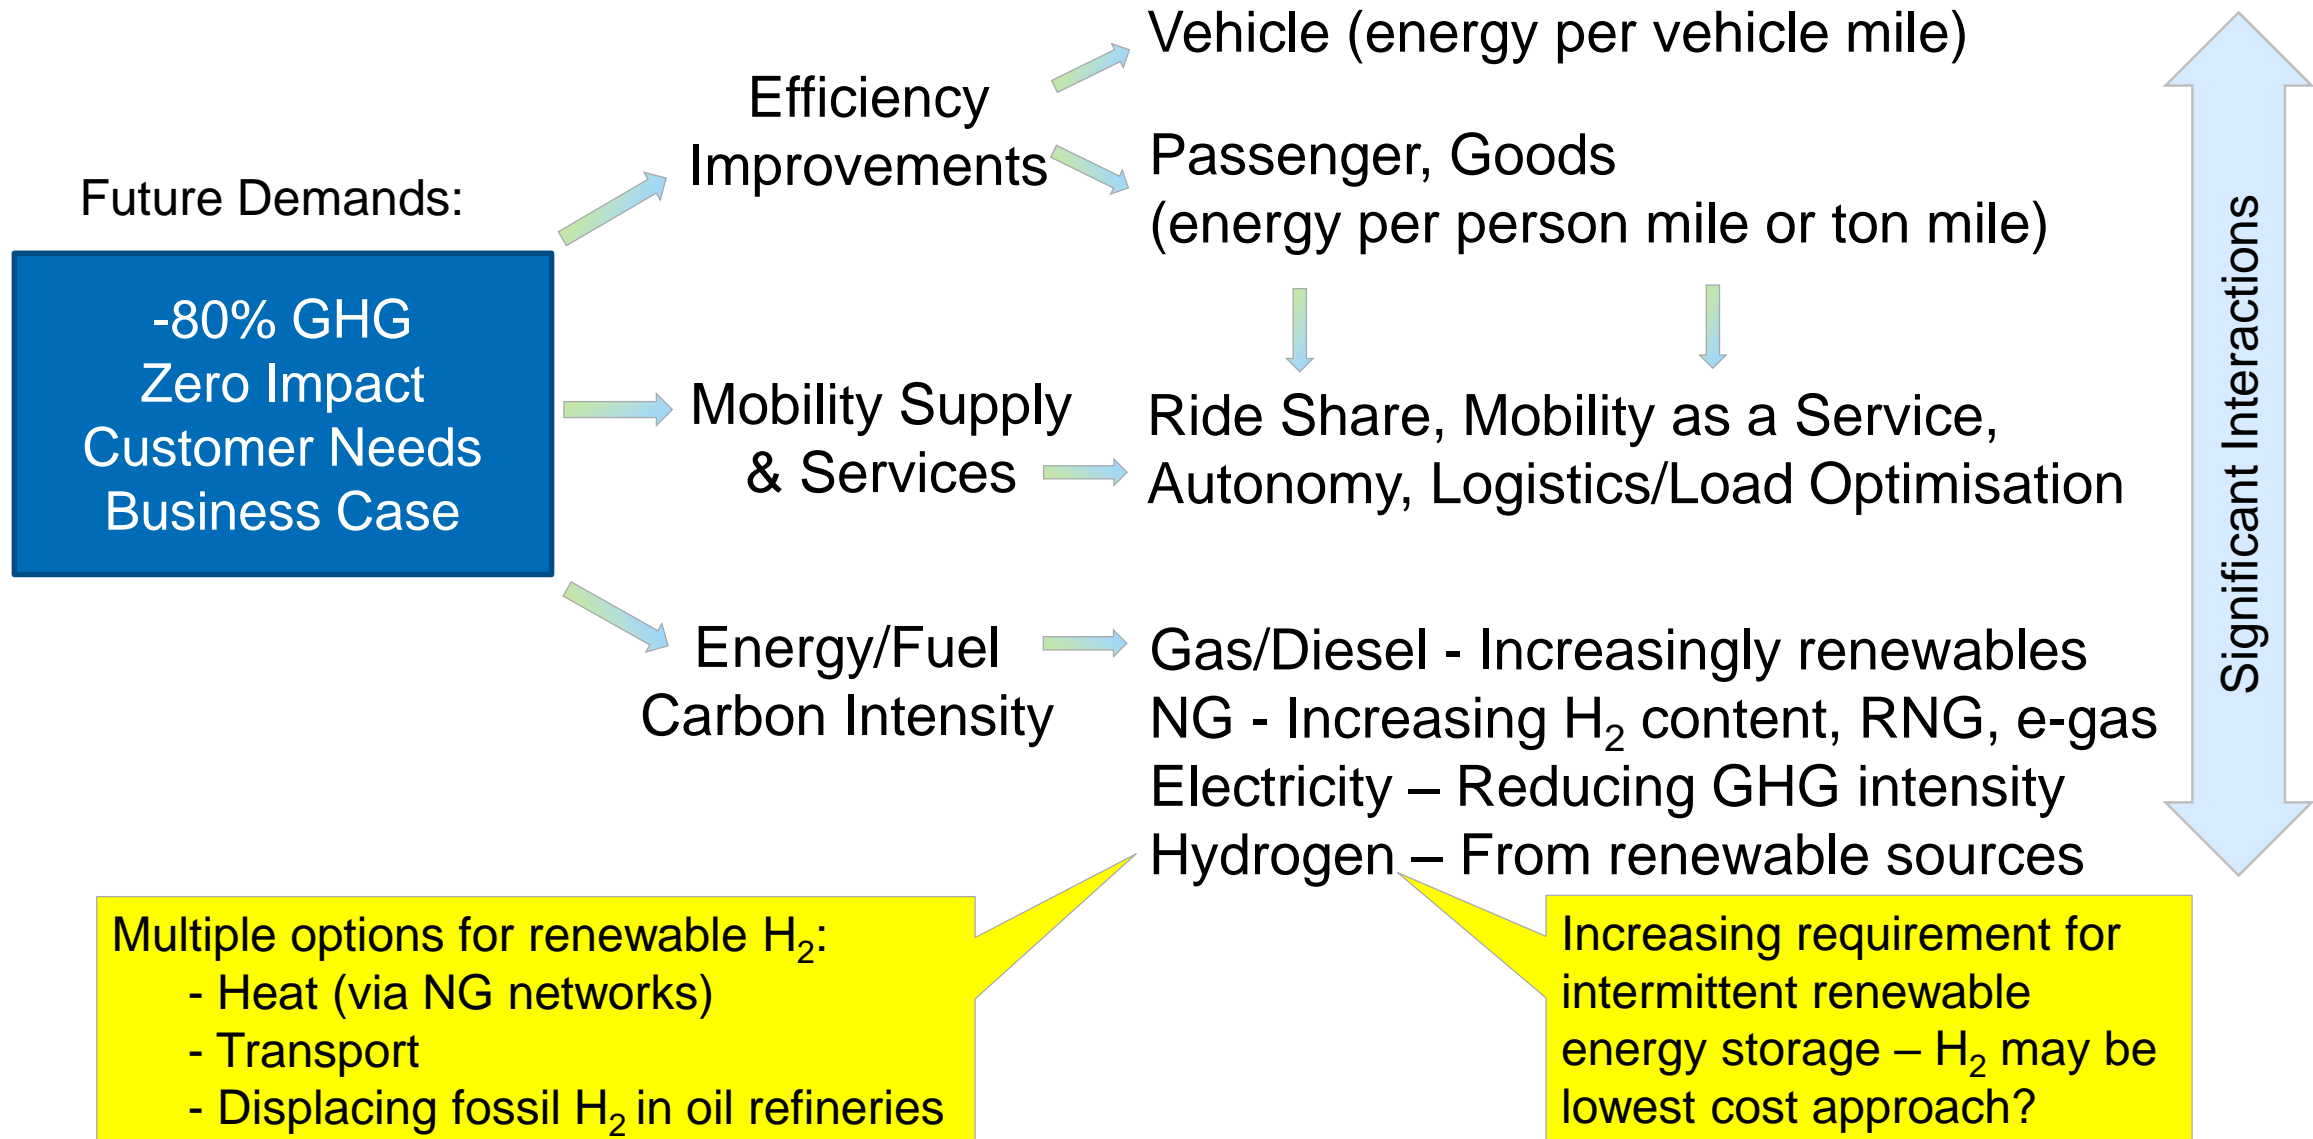 Future Demands:
-80% GHG
Zero Impact
Customer Needs
Business Case
Efficiency
Improvements
Vehicle (energy per vehicle mile)
Passenger, Goods
(energy per person mile or ton mile)
Mobility Supply
& Services
Ride Share, Mobility as a Service,
Autonomy, Logistics/Load Optimisation
Energy/Fuel
Carbon Intensity
Gas/Diesel - Increasingly renewables
NG - Increasing H₂ content, RNG, e-gas
Electricity – Reducing GHG intensity
Hydrogen – From renewable sources
Significant Interactions
Multiple options for renewable H₂:
- Heat (via NG networks)
- Transport
- Displacing fossil H₂ in oil refineries
Increasing requirement for
intermittent renewable
energy storage – H₂ may be
lowest cost approach?